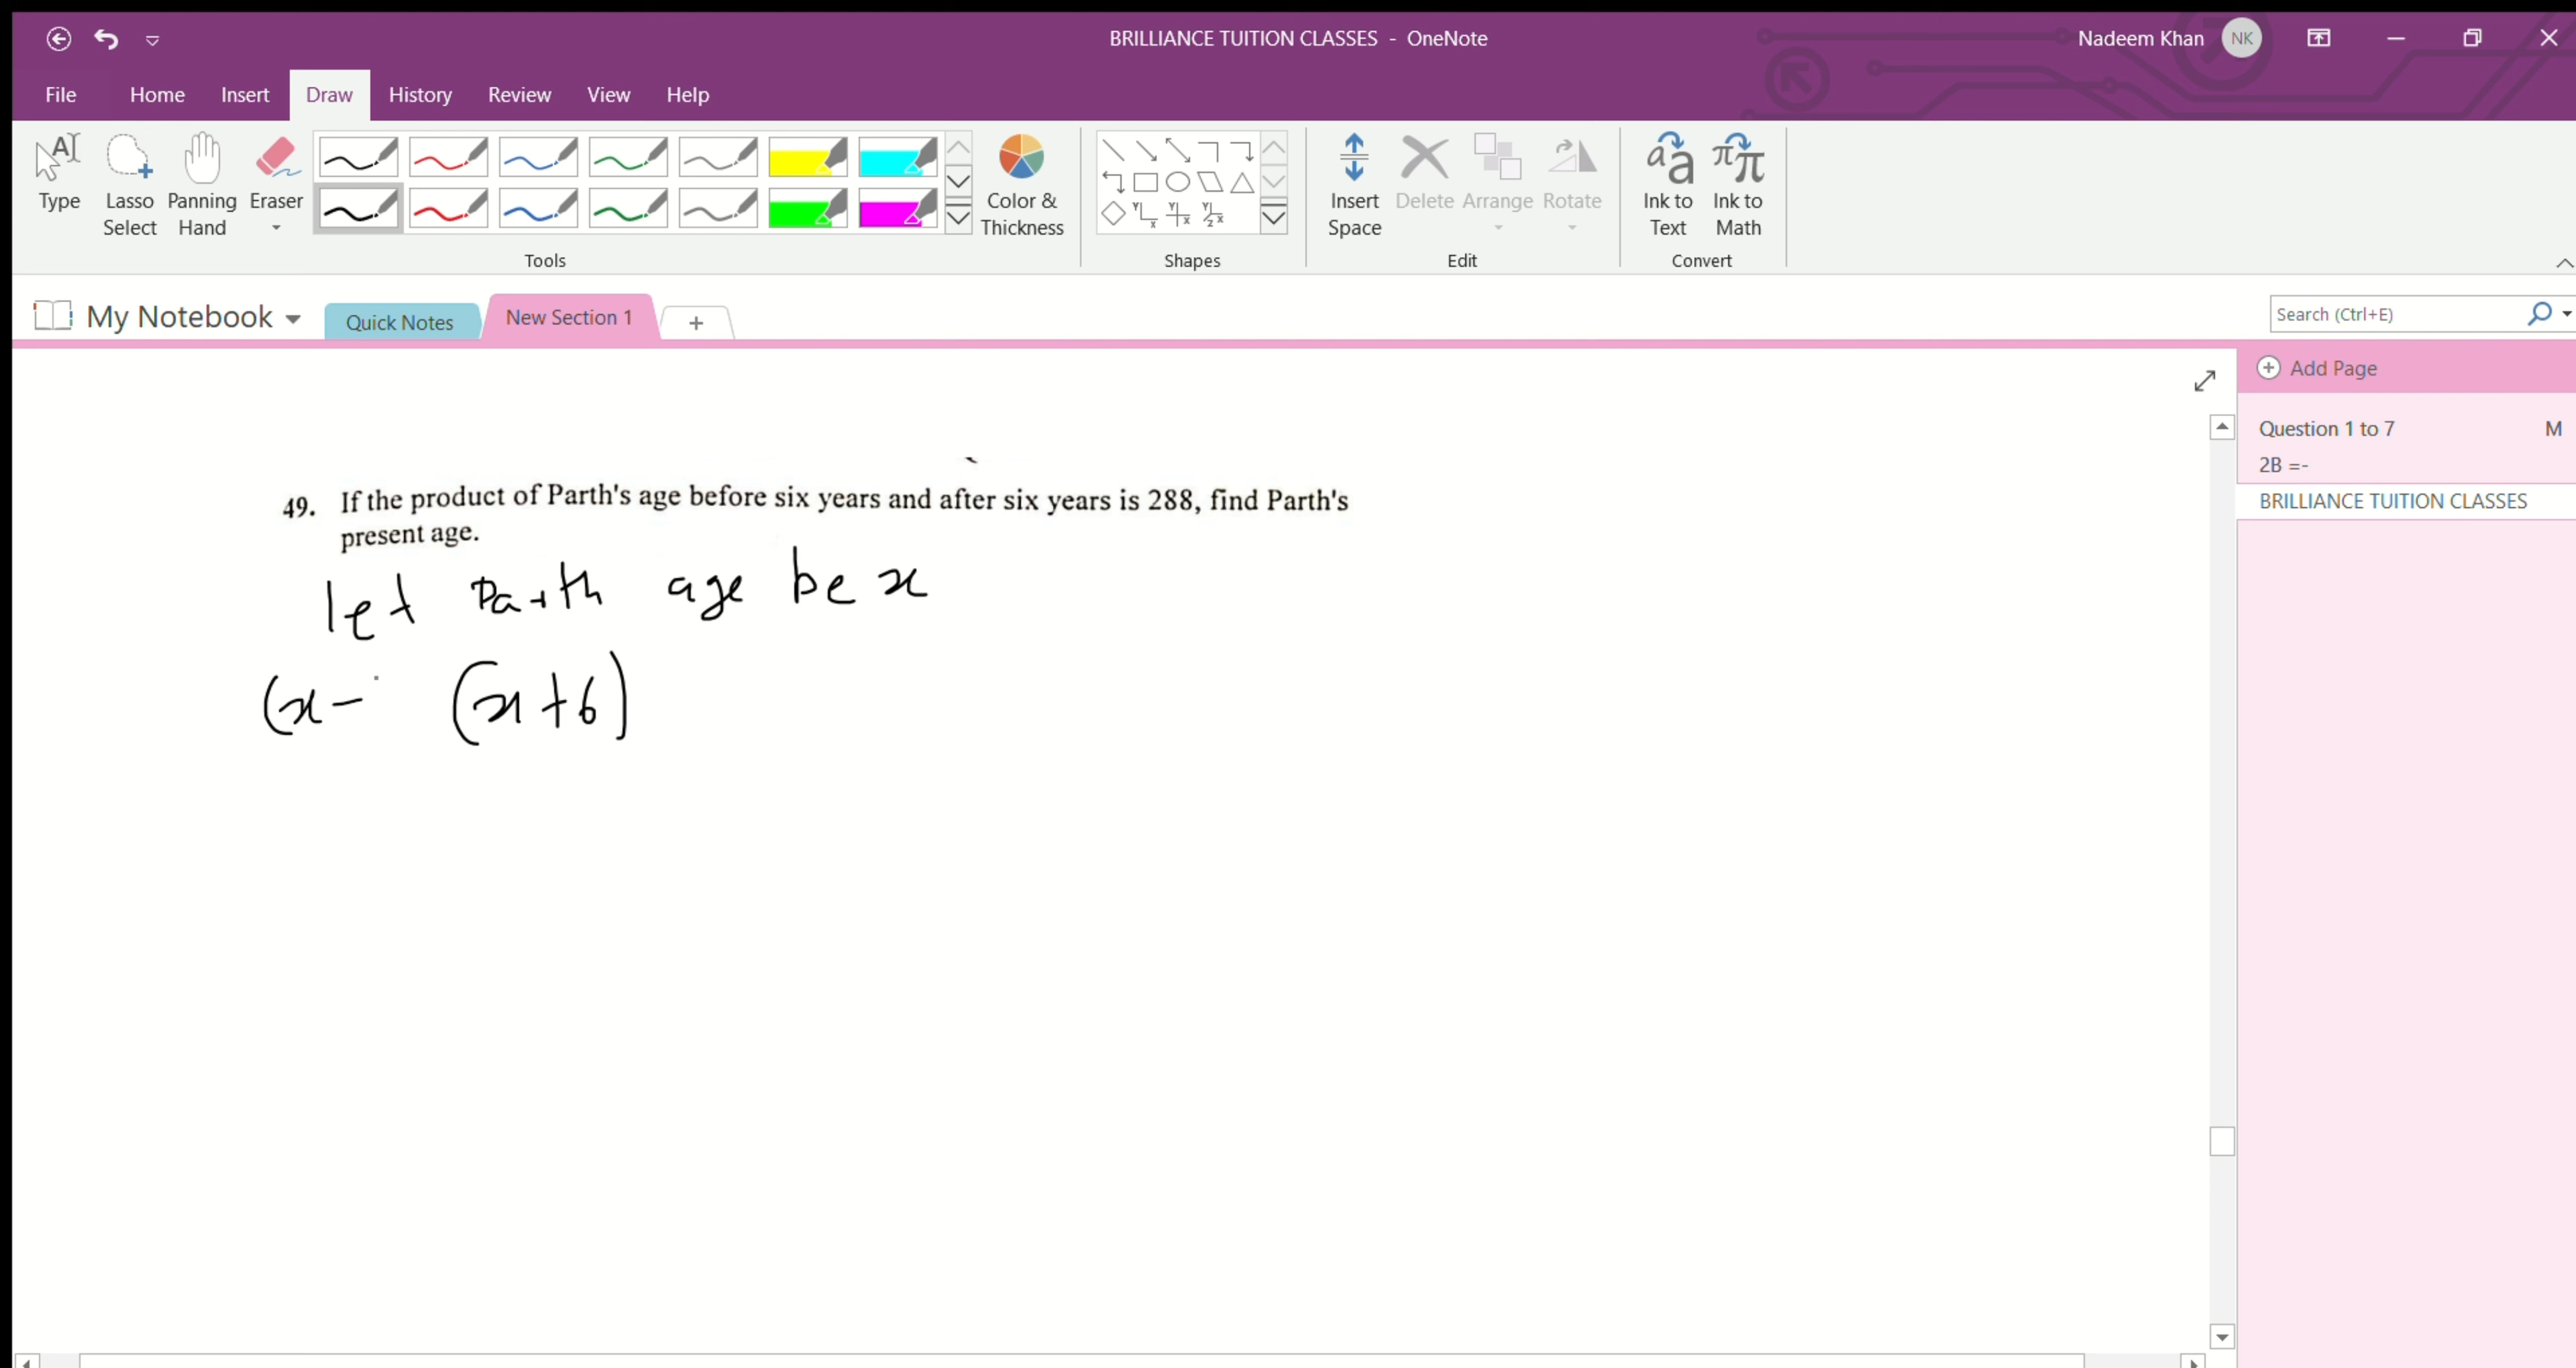 BRILLIANCE TUITION CLASSES - OneNote
Nadeem Khan NK
File Home Insert Draw History Review View Help
Type
Lasso Select
Panning Hand
Eraser
Color & Thickness
Insert Space
Delete
Arrange
Rotate
Ink to Text
Ink to Math
Tools
Shapes
Edit
Convert
My Notebook
Quick Notes
New Section 1
+
Search (Ctrl+E)
Add Page
Question 1 to 7 M
2B =-
BRILLIANCE TUITION CLASSES
49. If the product of Parth's age before six years and after six years is 288, find Parth's
present age.
let Parth age be x
(x- (x+6)